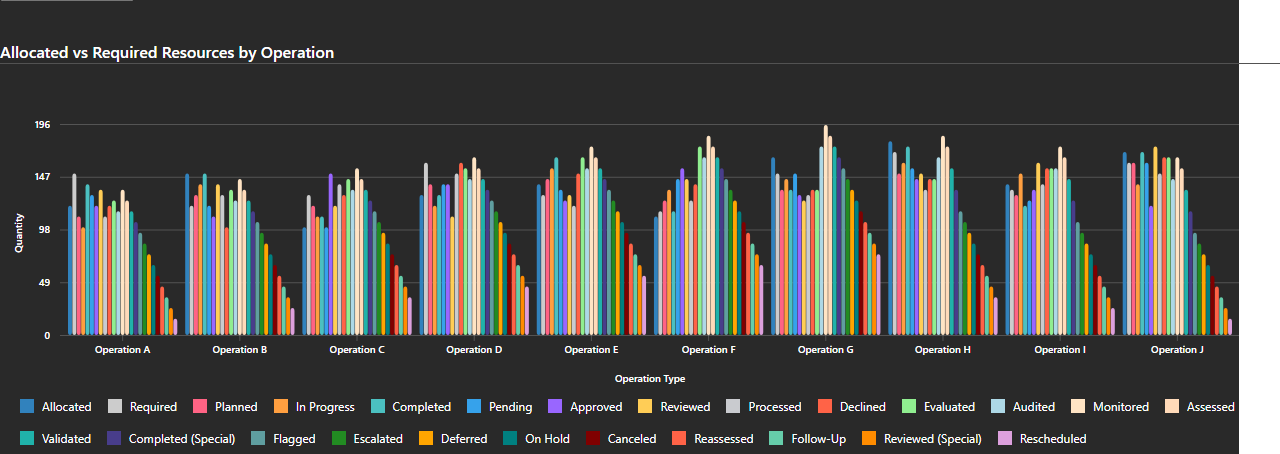 Allocated vs Required Resources by Operation
196
147
98
49
0
Quantity
Operation A Operation B Operation C Operation D Operation E Operation F Operation G Operation H Operation I Operation J
Operation Type
Allocated Required Planned In Progress Completed Pending Approved Reviewed Processed Declined Evaluated Audited Monitored Assessed
Validated Completed (Special) Flagged Escalated Deferred On Hold Canceled Reassessed Follow-Up Reviewed (Special) Rescheduled